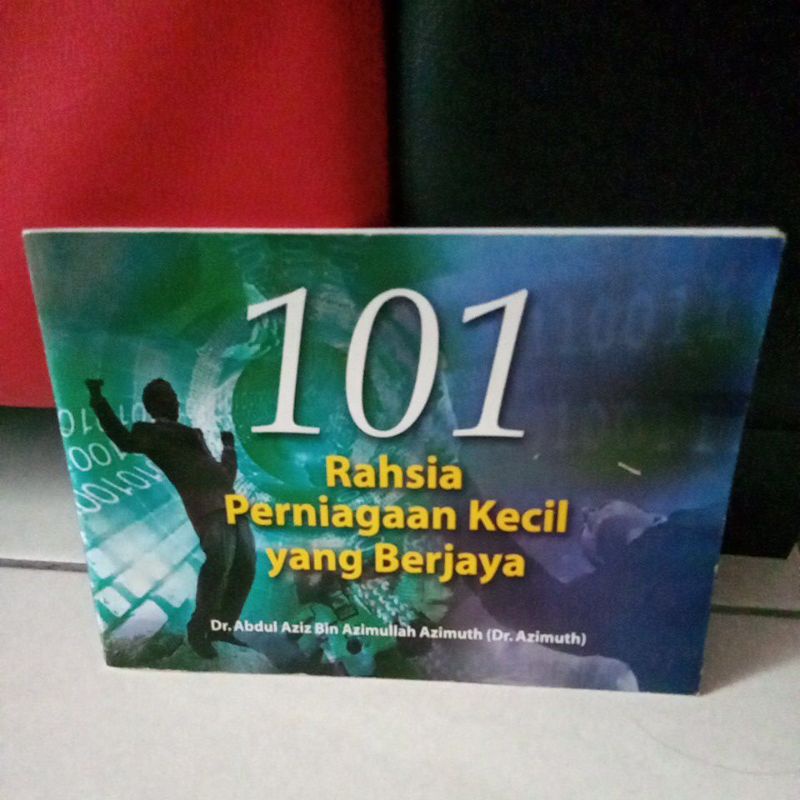 101
Rahsia
Perniagaan Kecil
yang Berjaya
Dr. Abdul Aziz Bin Azimullah Azimuth (Dr. Azimuth)